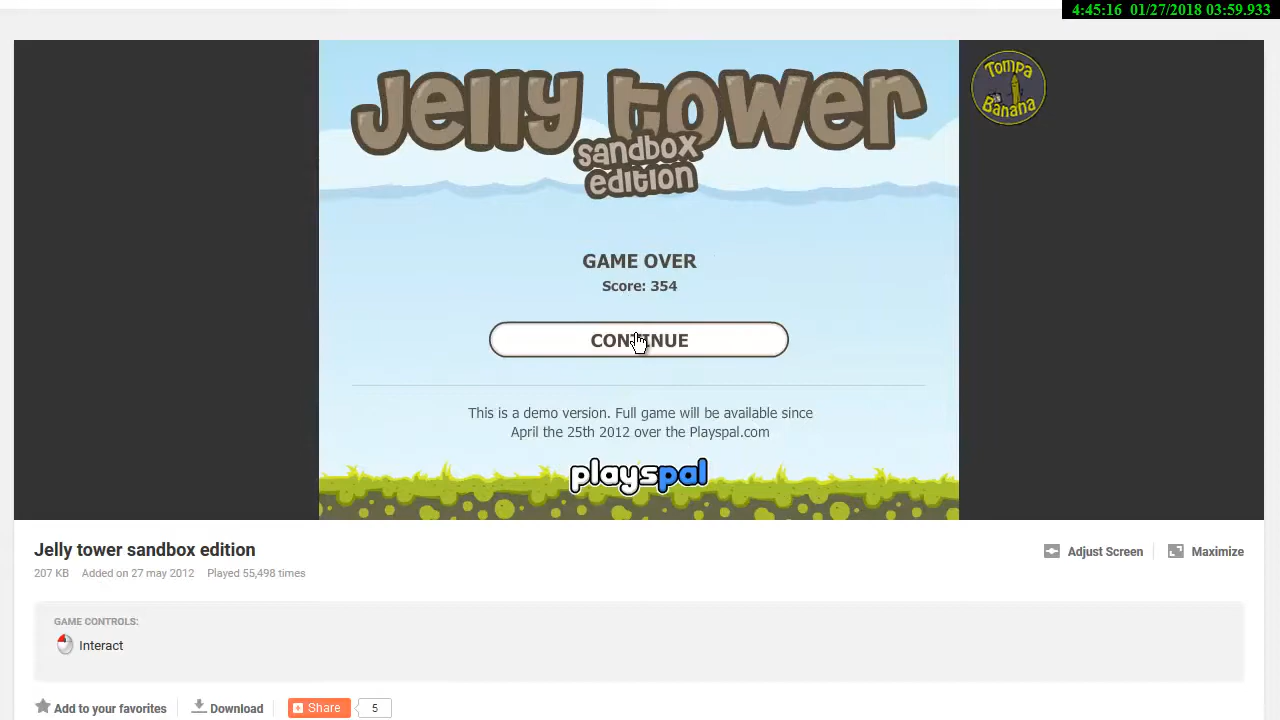 4:45:16 01/27/2018 03:59.933
Jelly tower
sandbox
edition
Tompa
Banana
GAME OVER
Score: 354
CONTINUE
This is a demo version. Full game will be available since
April the 25th 2012 over the Playspal.com
playspal
Jelly tower sandbox edition
Adjust Screen
Maximize
207 KB Added on 27 may 2012 Played 55,498 times
GAME CONTROLS:
Interact
Add to your favorites
Download
Share
5